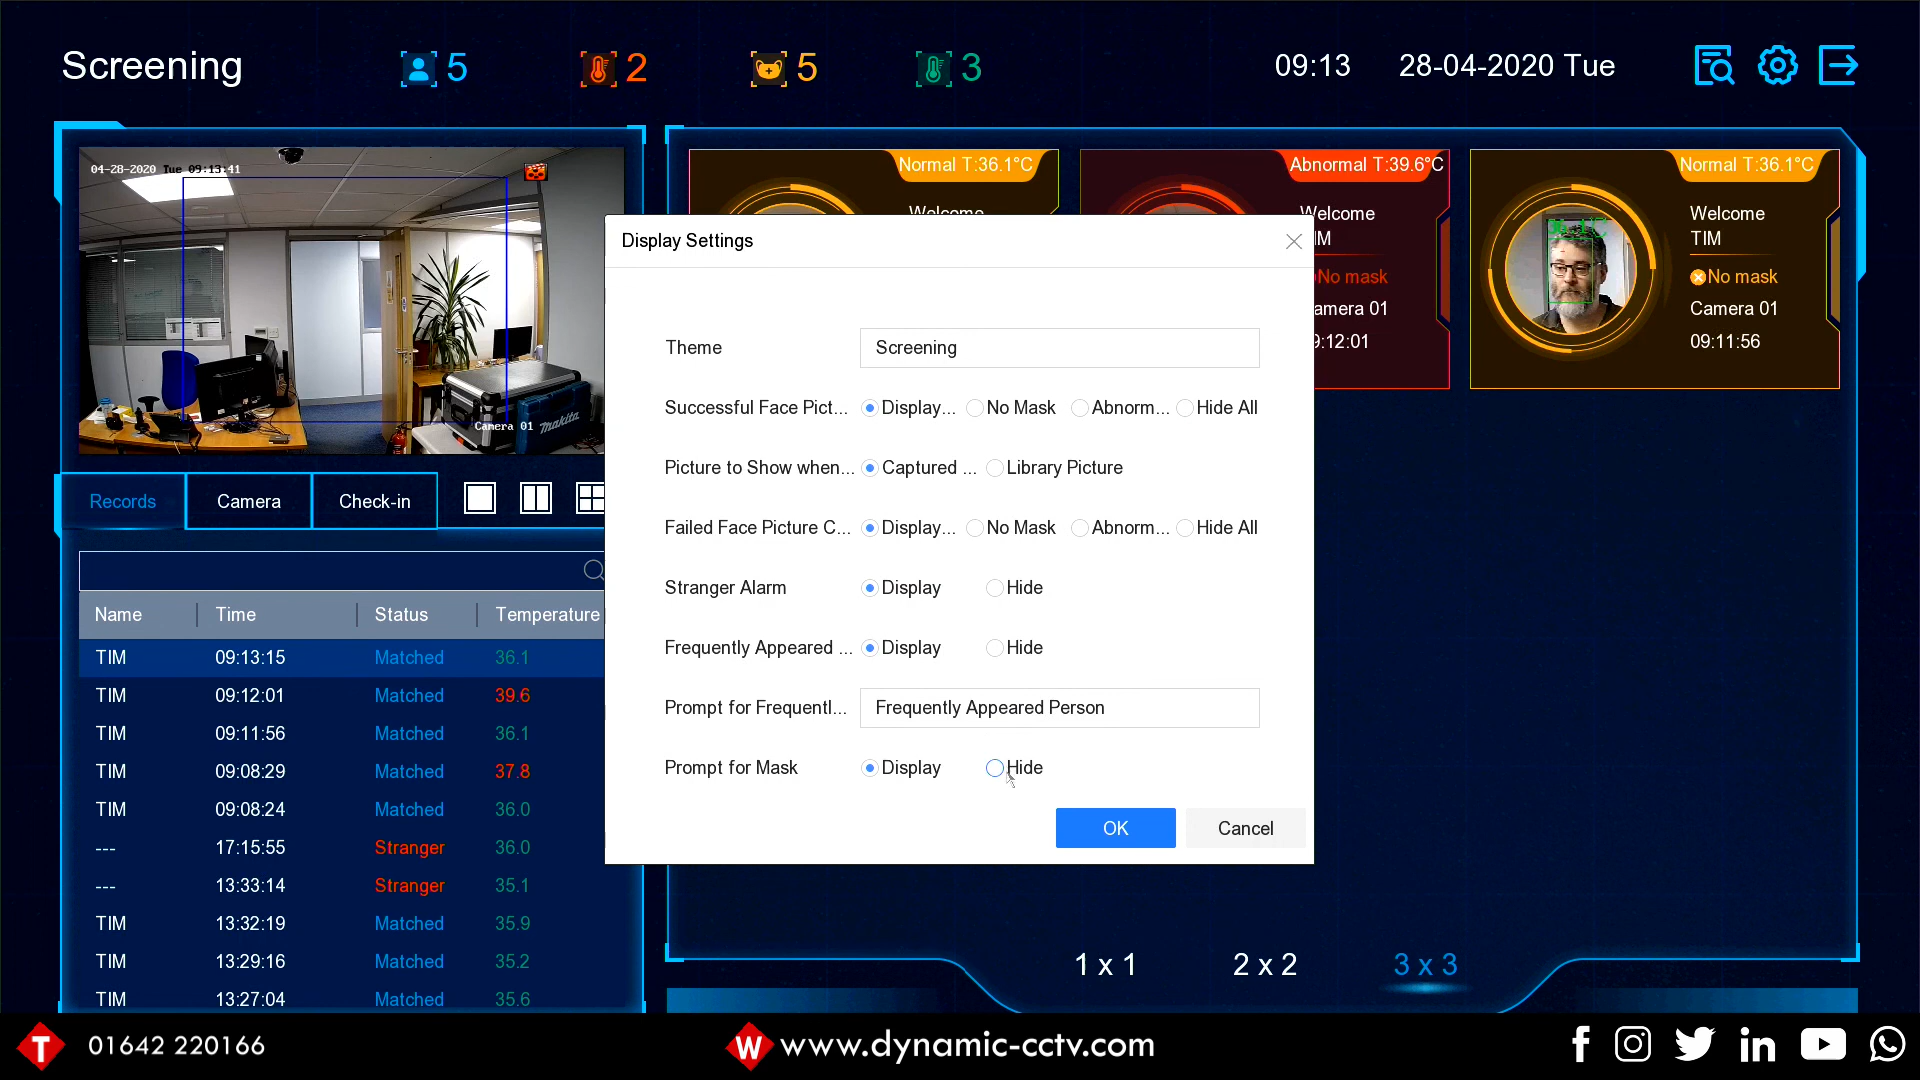 Screening
5
2
5
3
09:13
28-04-2020 Tue
04-28-2020 Tue 09:13:41
Camera 01
makita
Normal T:36.1°C
Welcome
Abnormal T:39.6°C
Welcome
IM
No mask
amera 01
:12:01
Normal T:36.1°C
36.1°C
Welcome
TIM
No mask
Camera 01
09:11:56
Display Settings
Theme
Screening
Successful Face Pict... Display... No Mask Abnorm... Hide All
Picture to Show when... Captured ... Library Picture
Failed Face Picture C... Display... No Mask Abnorm... Hide All
Stranger Alarm Display Hide
Frequently Appeared ... Display Hide
Prompt for Frequentl... Frequently Appeared Person
Prompt for Mask Display Hide
OK Cancel
Records Camera Check-in
Name Time Status Temperature
TIM 09:13:15 Matched 36.1
TIM 09:12:01 Matched 39.6
TIM 09:11:56 Matched 36.1
TIM 09:08:29 Matched 37.8
TIM 09:08:24 Matched 36.0
--- 17:15:55 Stranger 36.0
--- 13:33:14 Stranger 35.1
TIM 13:32:19 Matched 35.9
TIM 13:29:16 Matched 35.2
TIM 13:27:04 Matched 35.6
1 x 1 2 x 2 3 x 3
T 01642 220166
W www.dynamic-cctv.com